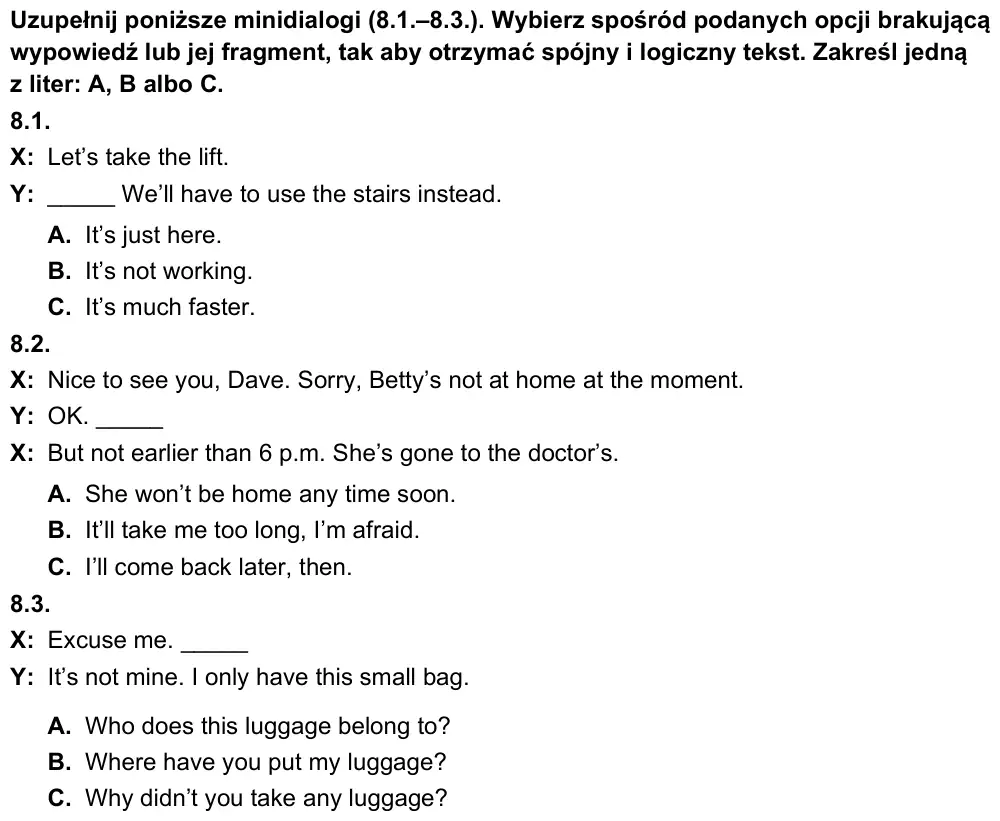 Uzupełnij poniższe minidialogi (8.1.–8.3.). Wybierz spośród podanych opcji brakującą
wypowiedź lub jej fragment, tak aby otrzymać spójny i logiczny tekst. Zakreśl jedną
z liter: A, B albo C.
8.1.
X: Let’s take the lift.
Y: _____ We’ll have to use the stairs instead.
A. It’s just here.
B. It’s not working.
C. It’s much faster.
8.2.
X: Nice to see you, Dave. Sorry, Betty’s not at home at the moment.
Y: OK. _____
X: But not earlier than 6 p.m. She’s gone to the doctor’s.
A. She won’t be home any time soon.
B. It’ll take me too long, I’m afraid.
C. I’ll come back later, then.
8.3.
X: Excuse me. _____
Y: It’s not mine. I only have this small bag.
A. Who does this luggage belong to?
B. Where have you put my luggage?
C. Why didn’t you take any luggage?